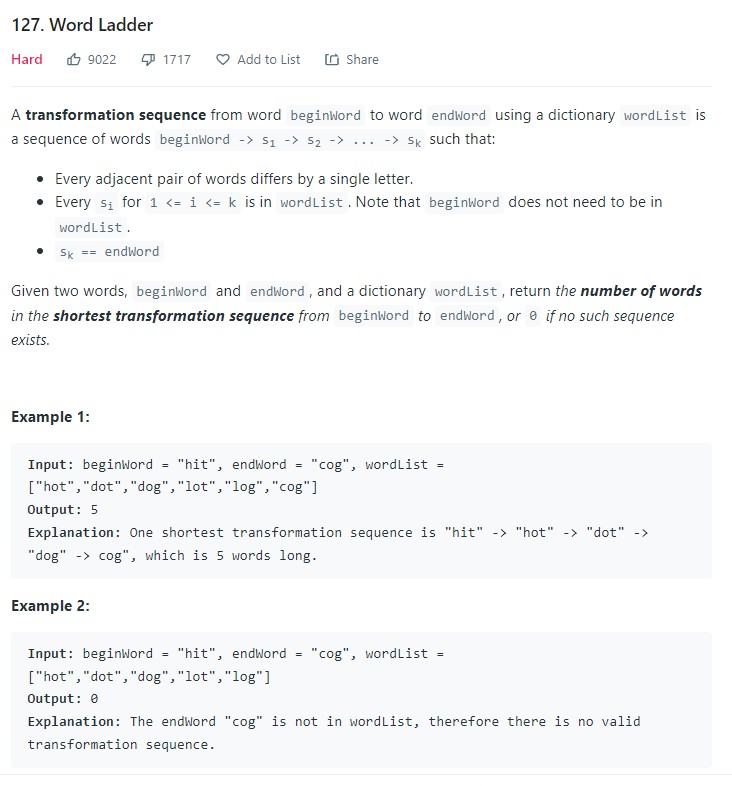 127. Word Ladder
Hard 9022 1717 Add to List Share
A transformation sequence from word beginWord to word endWord using a dictionary wordList is
a sequence of words beginWord -> s₁ -> s₂ -> ... -> sₖ such that:
• Every adjacent pair of words differs by a single letter.
• Every sᵢ for 1 <= i <= k is in wordList . Note that beginWord does not need to be in
wordList .
• sₖ == endWord
Given two words, beginWord and endWord , and a dictionary wordList , return the number of words
in the shortest transformation sequence from beginWord to endWord , or 0 if no such sequence
exists.
Example 1:
Input: beginWord = "hit", endWord = "cog", wordList =
["hot","dot","dog","lot","log","cog"]
Output: 5
Explanation: One shortest transformation sequence is "hit" -> "hot" -> "dot" ->
"dog" -> cog", which is 5 words long.
Example 2:
Input: beginWord = "hit", endWord = "cog", wordList =
["hot","dot","dog","lot","log"]
Output: 0
Explanation: The endWord "cog" is not in wordList, therefore there is no valid
transformation sequence.